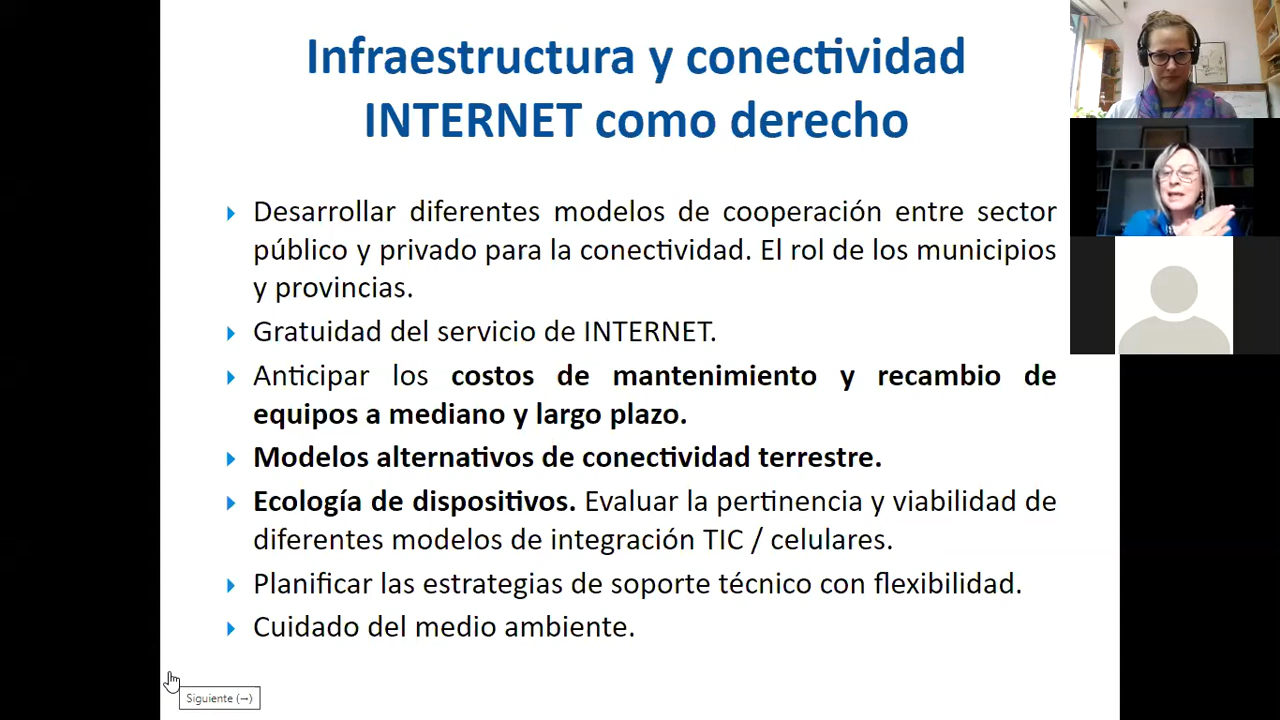 Infraestructura y conectividad
INTERNET como derecho
Desarrollar diferentes modelos de cooperación entre sector
público y privado para la conectividad. El rol de los municipios
y provincias.
Gratuidad del servicio de INTERNET.
Anticipar los costos de mantenimiento y recambio de
equipos a mediano y largo plazo.
Modelos alternativos de conectividad terrestre.
Ecología de dispositivos. Evaluar la pertinencia y viabilidad de
diferentes modelos de integración TIC / celulares.
Planificar las estrategias de soporte técnico con flexibilidad.
Cuidado del medio ambiente.
Siguiente (→)